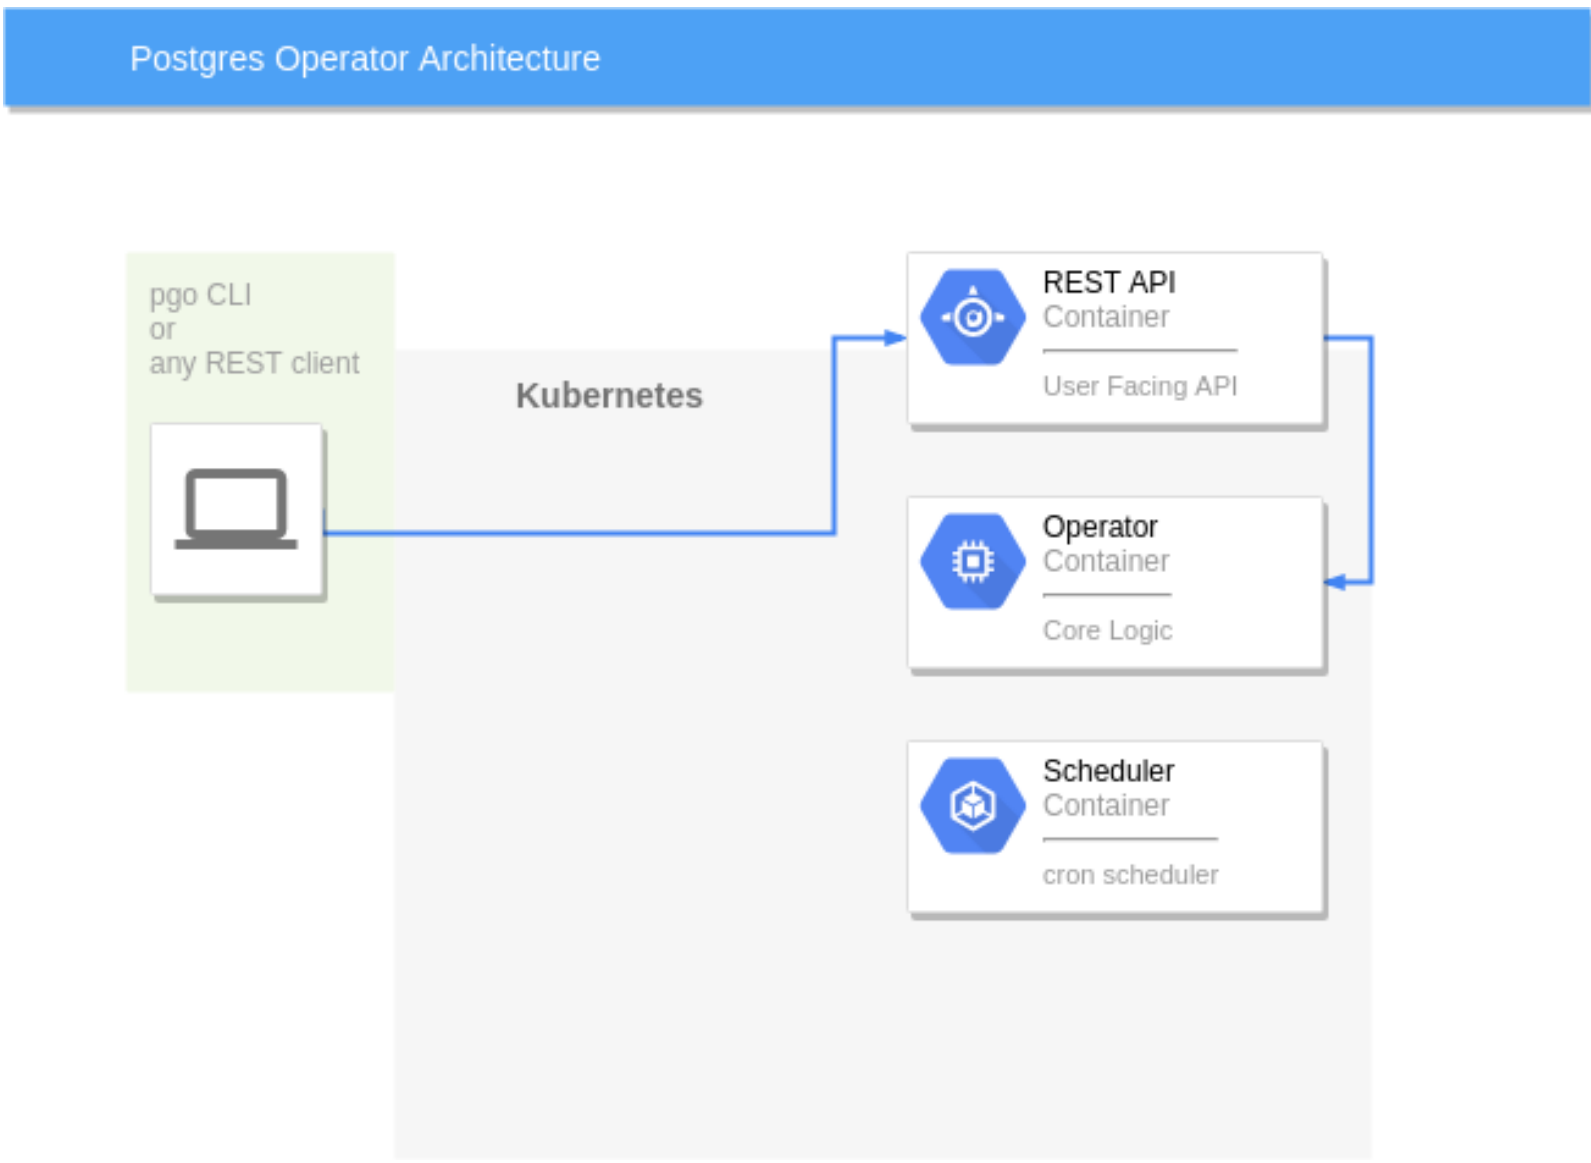 Postgres Operator Architecture
pgo CLI
or
any REST client
Kubernetes
REST API
Container
User Facing API
Operator
Container
Core Logic
Scheduler
Container
cron scheduler